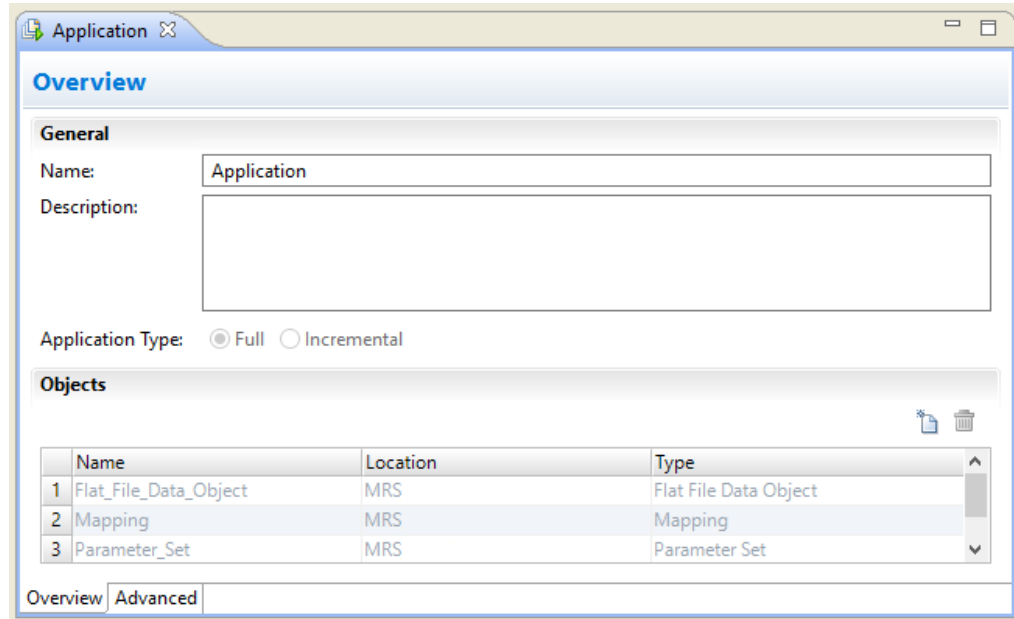 Application
Overview
General
Name: Application
Description:
Application Type: Full Incremental
Objects
Name Location Type
1 Flat_File_Data_Object MRS Flat File Data Object
2 Mapping MRS Mapping
3 Parameter_Set MRS Parameter Set
Overview Advanced